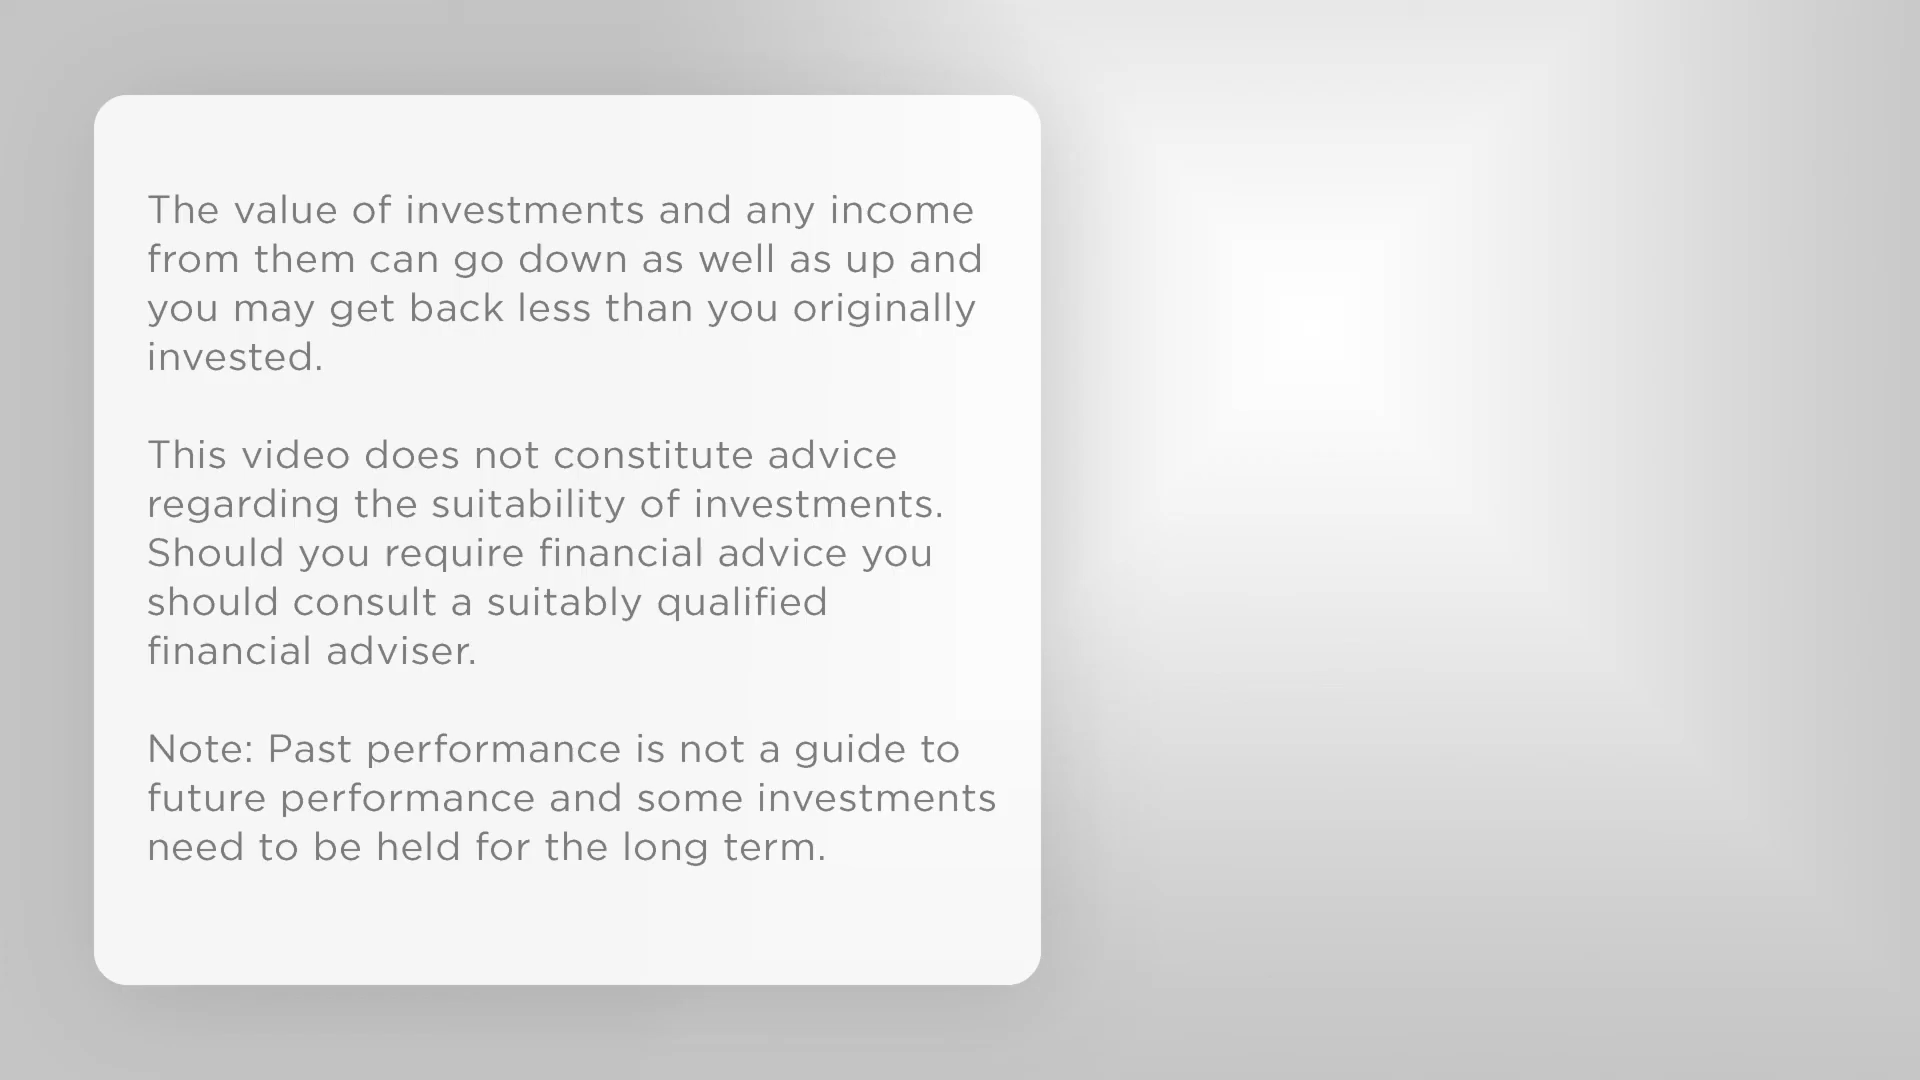 The value of investments and any income
from them can go down as well as up and
you may get back less than you originally
invested.
This video does not constitute advice
regarding the suitability of investments.
Should you require financial advice you
should consult a suitably qualified
financial adviser.
Note: Past performance is not a guide to
future performance and some investments
need to be held for the long term.